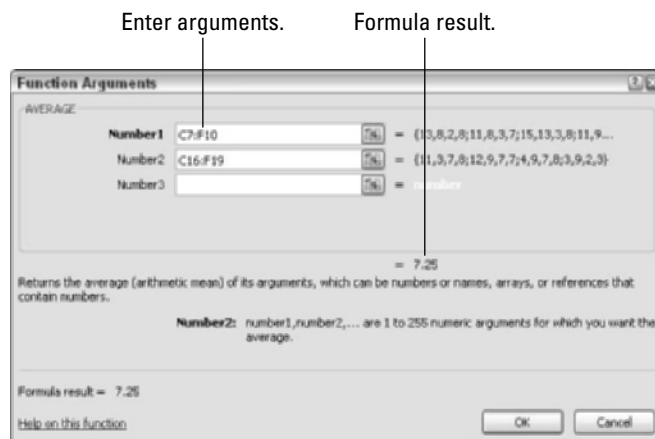 Enter arguments. Formula result.
Function Arguments
AVERAGE
Number1 C7:F10 = {13,8,2,8;11,8,3,7;15,13,3,8;11,9...
Number2 C16:F19 = {11,3,7,8;12,9,7,7;4,9,7,8;3,9,2,3}
Number3 = number
= 7.25
Returns the average (arithmetic mean) of its arguments, which can be numbers or names, arrays, or references that
contain numbers.
Number2: number1,number2,... are 1 to 255 numeric arguments for which you want the
average.
Formula result = 7.25
Help on this function OK Cancel